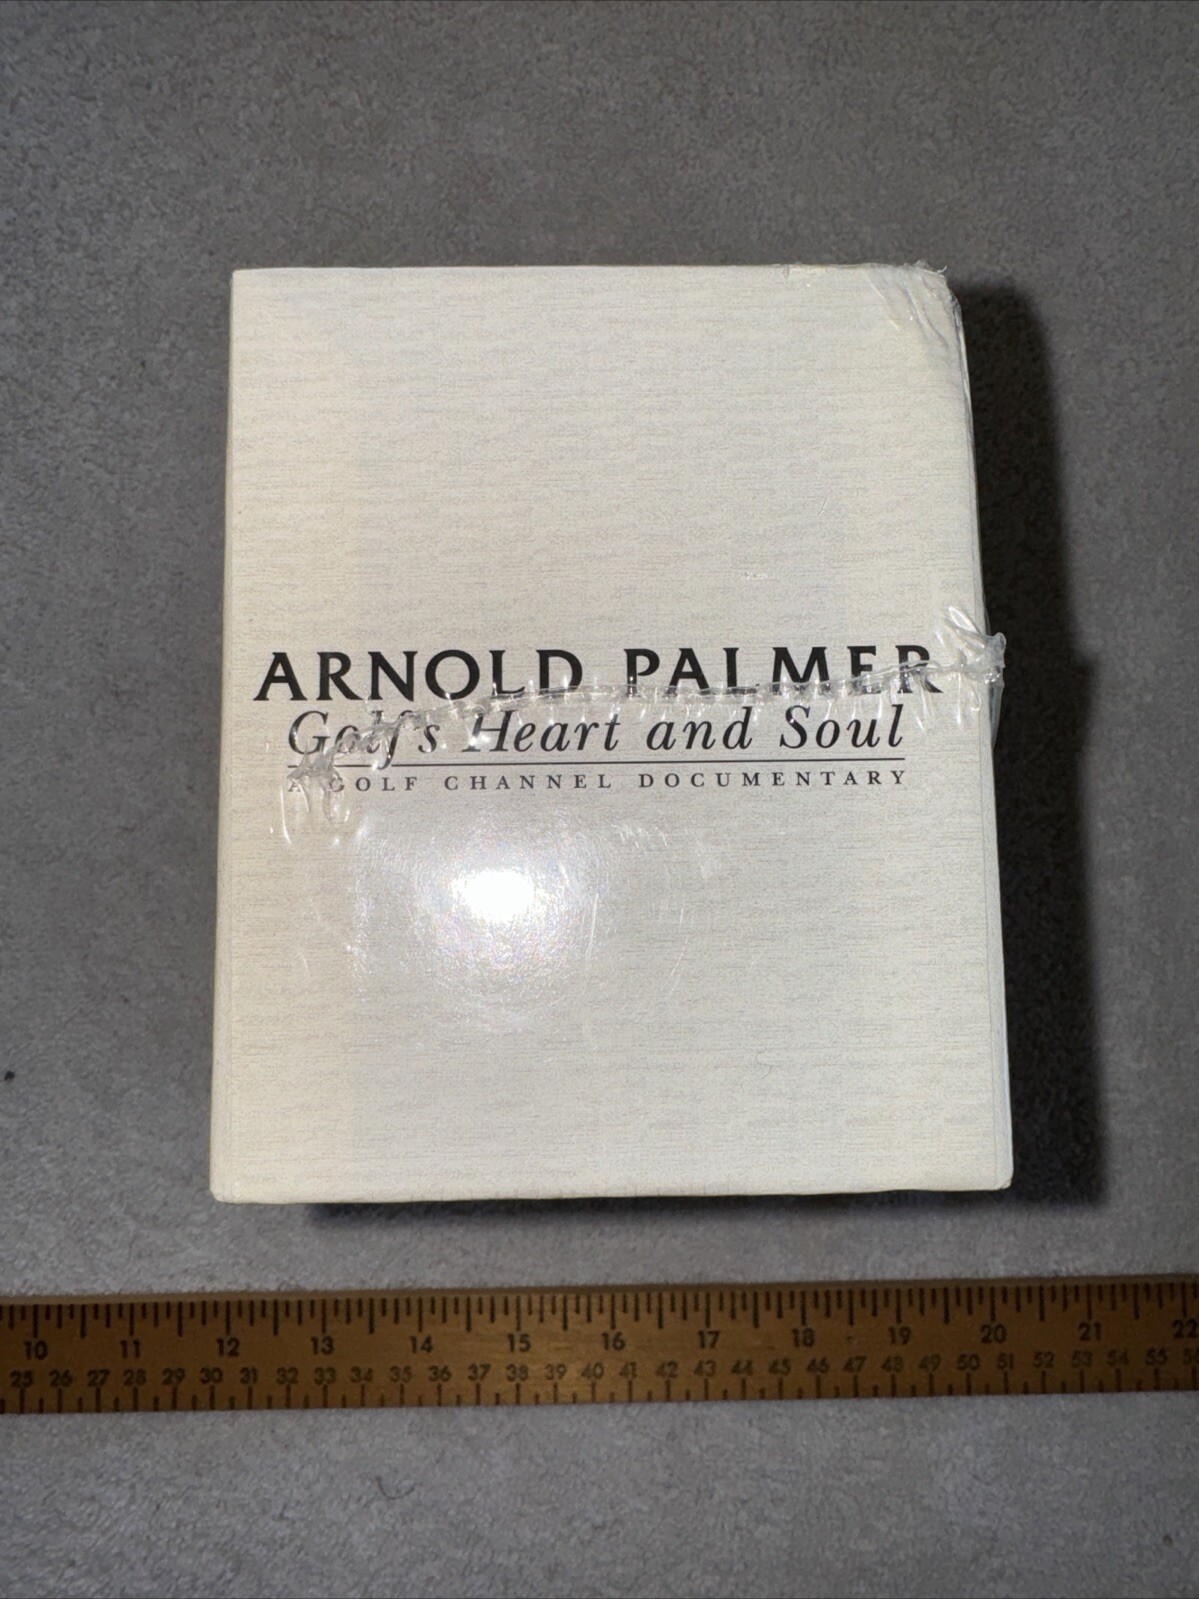 ARNOLD PALMER
Golf's Heart and Soul
A GOLF CHANNEL DOCUMENTARY
10 11 12 13 14 15 16 17 18 19 20 21 22
25 26 27 28 29 30 31 32 33 34 35 36 37 38 39 40 41 42 43 44 45 46 47 48 49 50 51 52 53 54 55